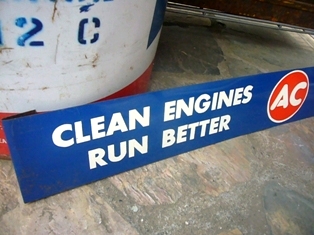 12 C
CLEAN ENGINES
RUN BETTER
AC